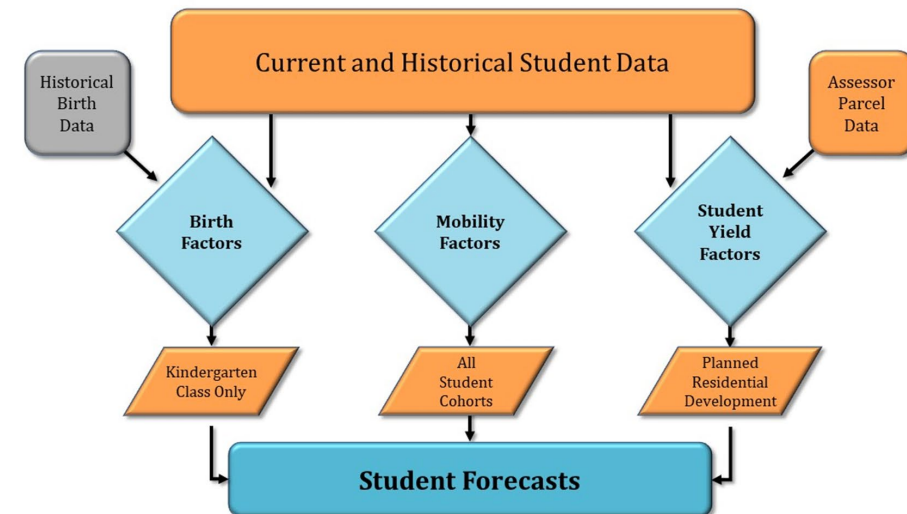 Current and Historical Student Data
Historical
Birth
Data
Assessor
Parcel
Data
Birth
Factors
Mobility
Factors
Student
Yield
Factors
Kindergarten
Class Only
All
Student
Cohorts
Planned
Residential
Development
Student Forecasts